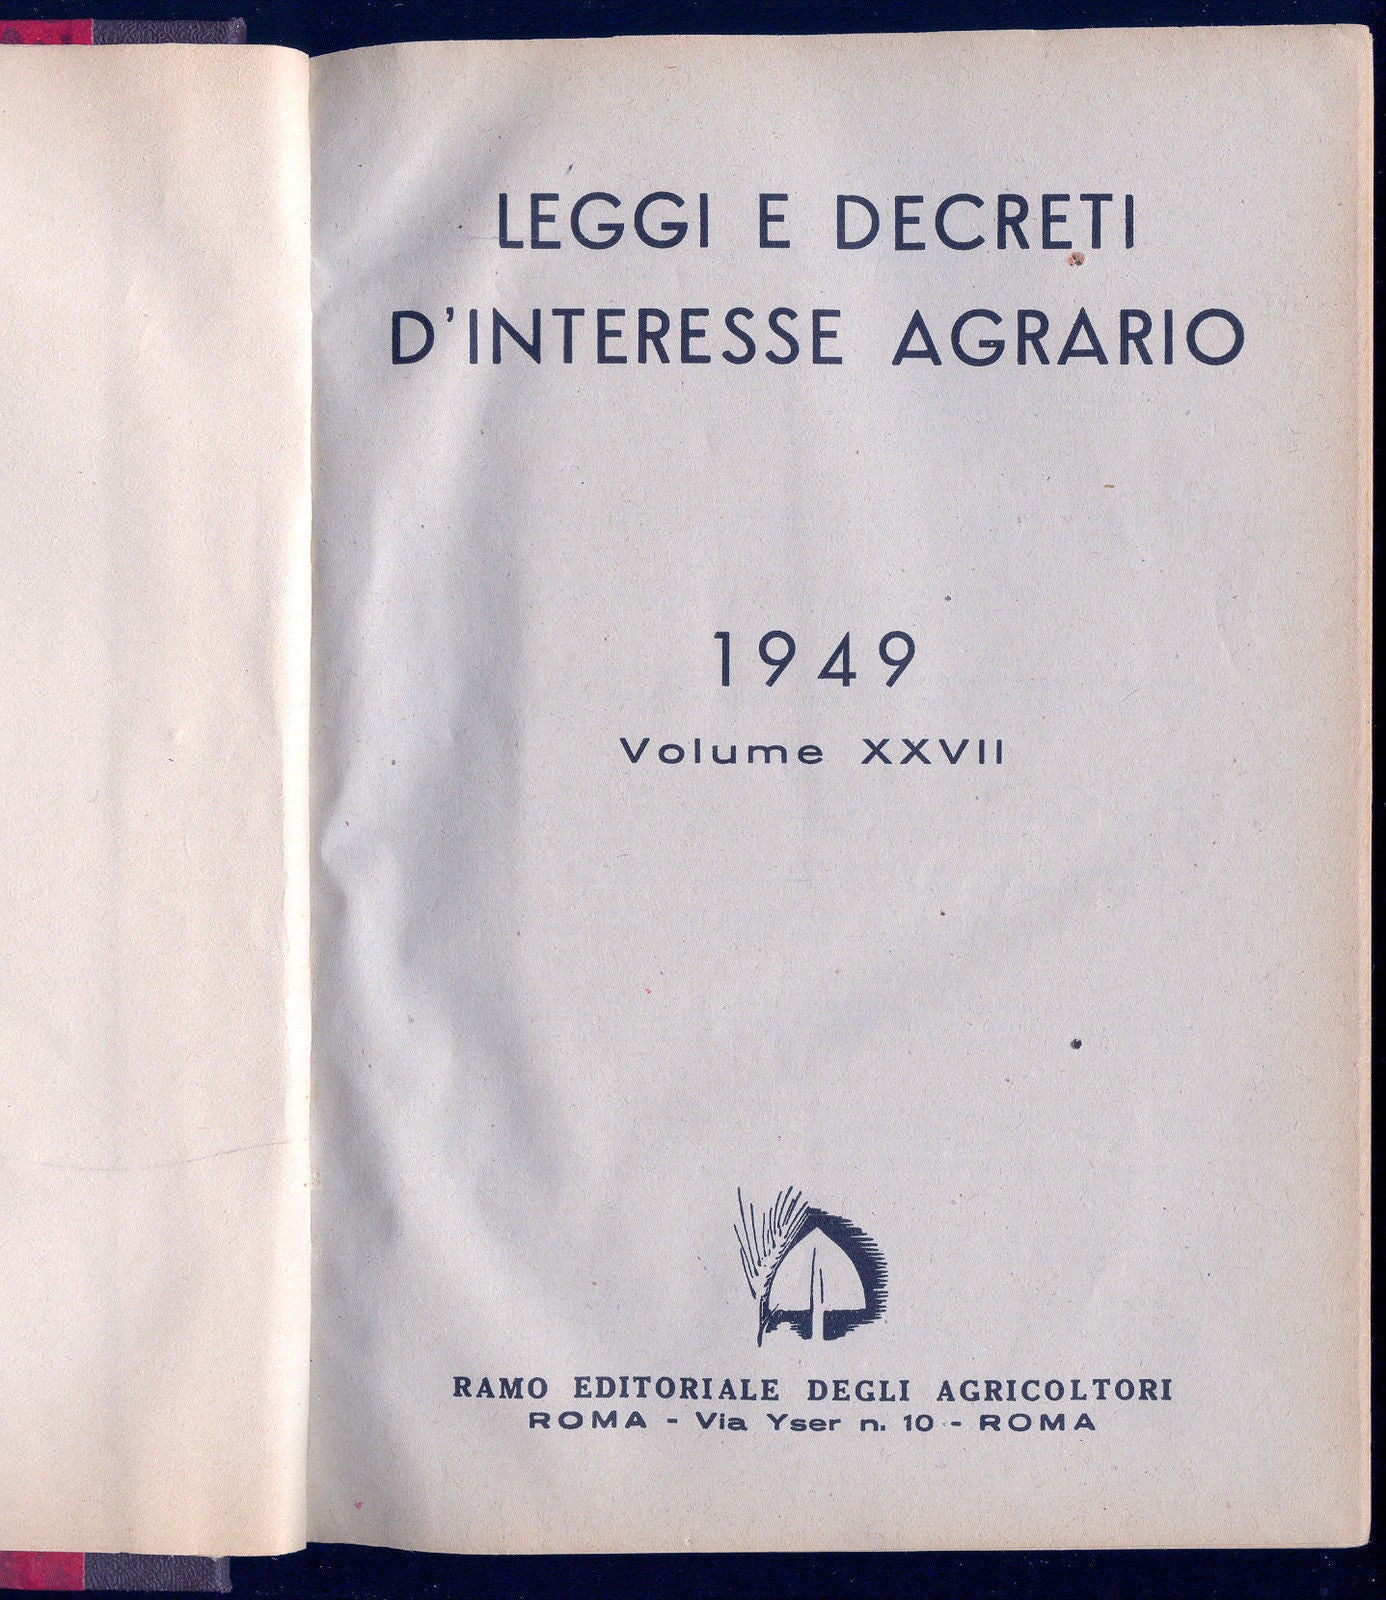 LEGGI E DECRETI
D'INTERESSE AGRARIO
1949
Volume XXVII
RAMO EDITORIALE DEGLI AGRICOLTORI
ROMA - Via Yser n. 10 - ROMA